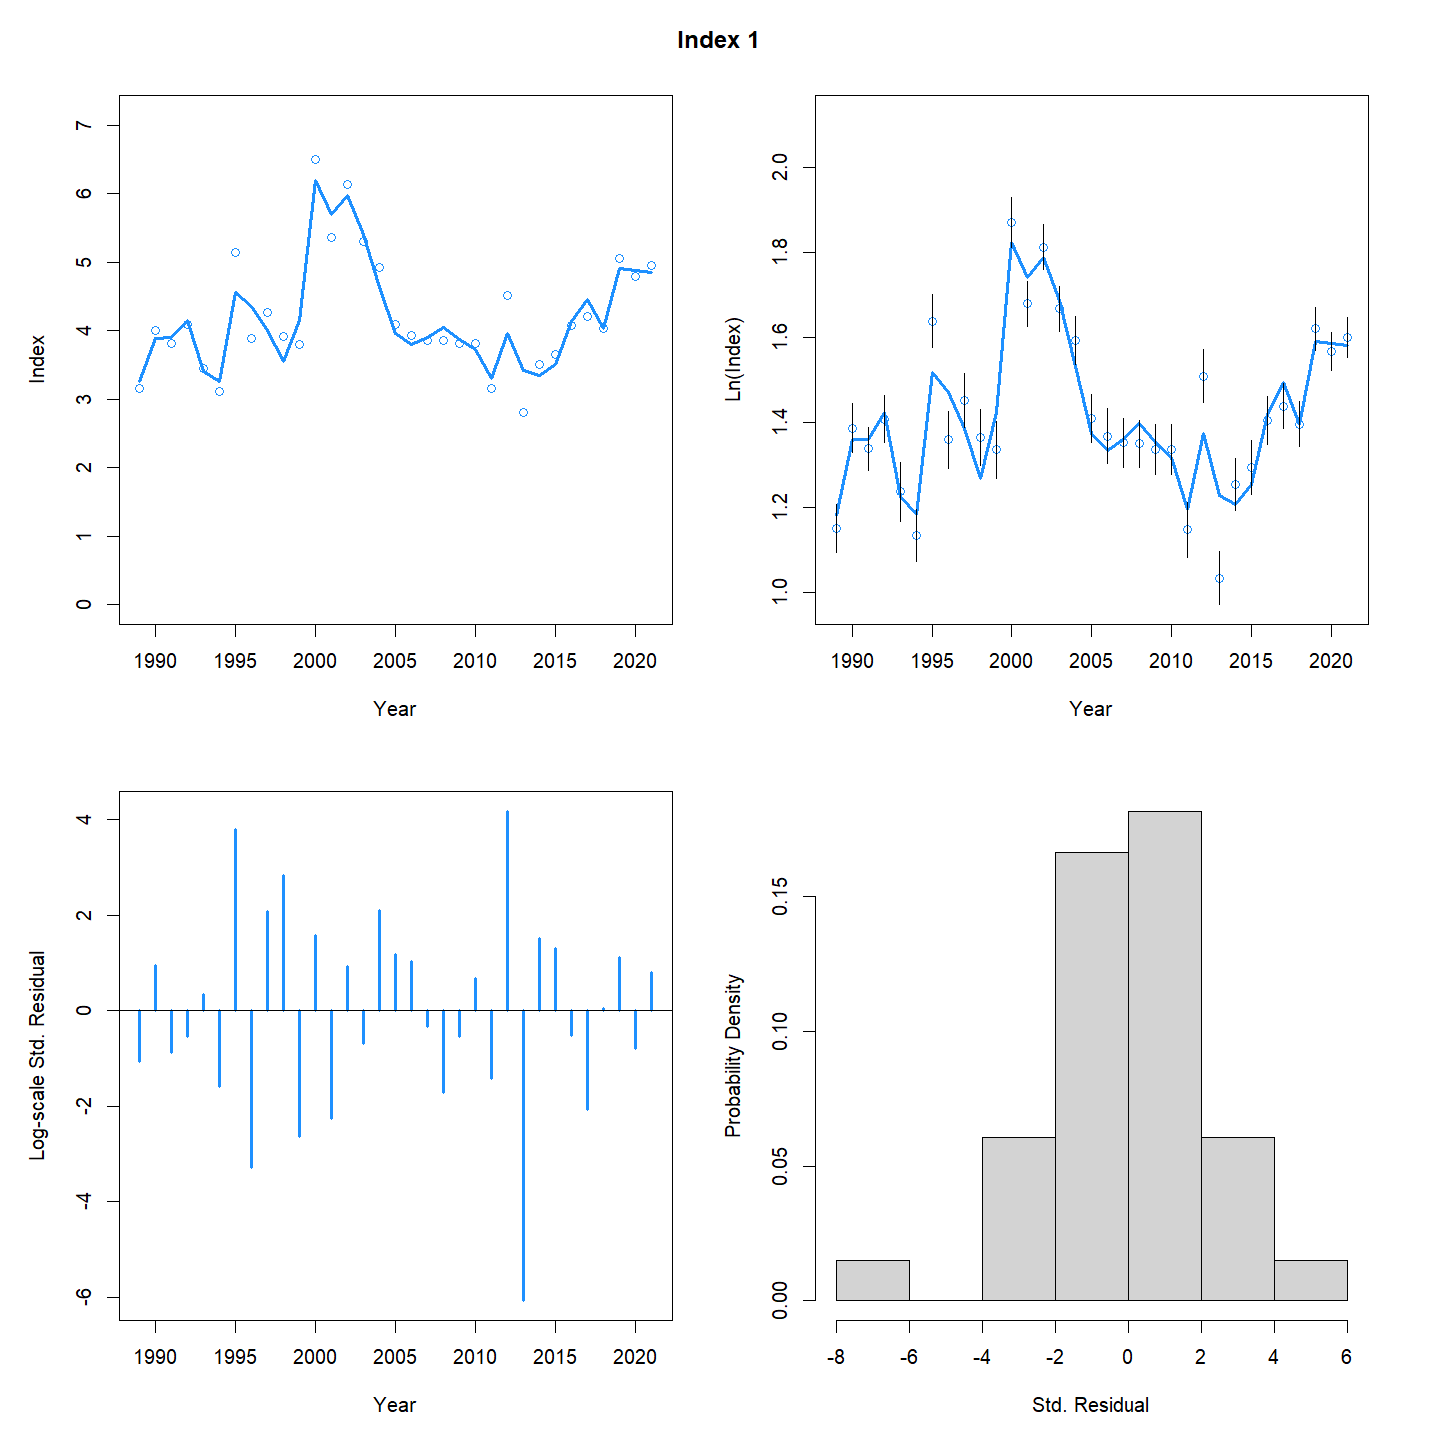 Index 1
Index
7
6
5
4
3
2
1
0
1990 1995 2000 2005 2010 2015 2020
Year
Ln(Index)
2.0
1.8
1.6
1.4
1.2
1.0
1990 1995 2000 2005 2010 2015 2020
Year
Log-scale Std. Residual
4
2
0
-2
-4
-6
1990 1995 2000 2005 2010 2015 2020
Year
Probability Density
0.15
0.10
0.05
0.00
-8 -6 -4 -2 0 2 4 6
Std. Residual